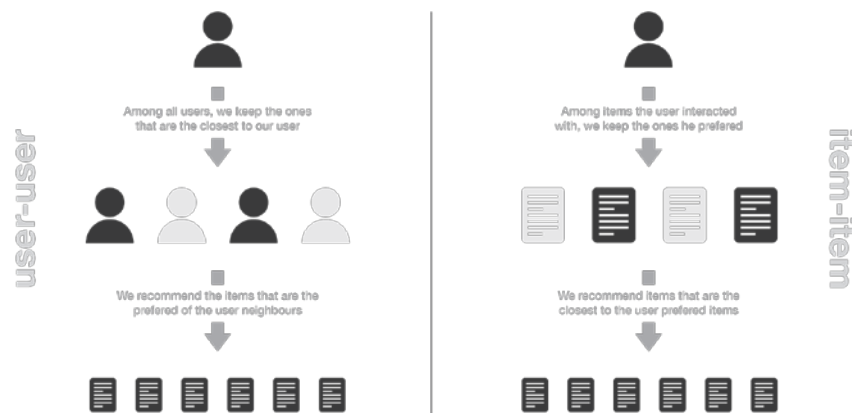 user-user
Among all users, we keep the ones
that are the closest to our user
We recommend the items that are the
prefered of the user neighbours
Among items the user interacted
with, we keep the ones he prefered
We recommend items that are the
closest to the user prefered items
item-item